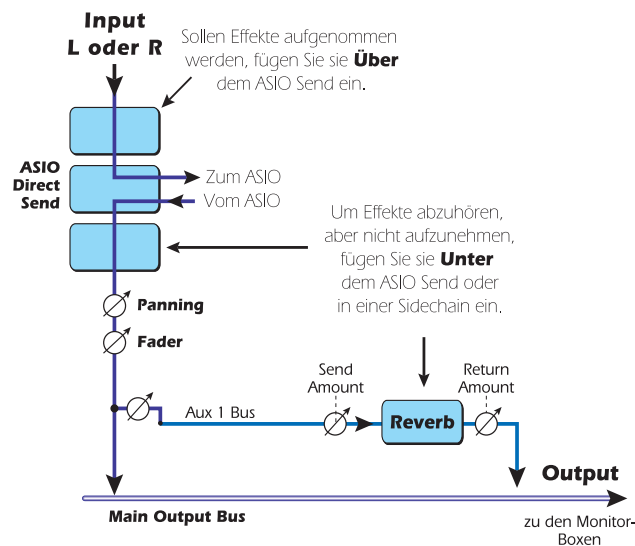 Input
L oder R
Sollen Effekte aufgenommen
werden, fügen Sie sie Über
dem ASIO Send ein.
ASIO
Direct
Send
Zum ASIO
Vom ASIO
Um Effekte abzuhören,
aber nicht aufzunehmen,
fügen Sie sie Unter
dem ASIO Send oder
in einer Sidechain ein.
Panning
Fader
Send
Amount
Return
Amount
Aux 1 Bus
Reverb
Output
Main Output Bus
zu den Monitor-
Boxen